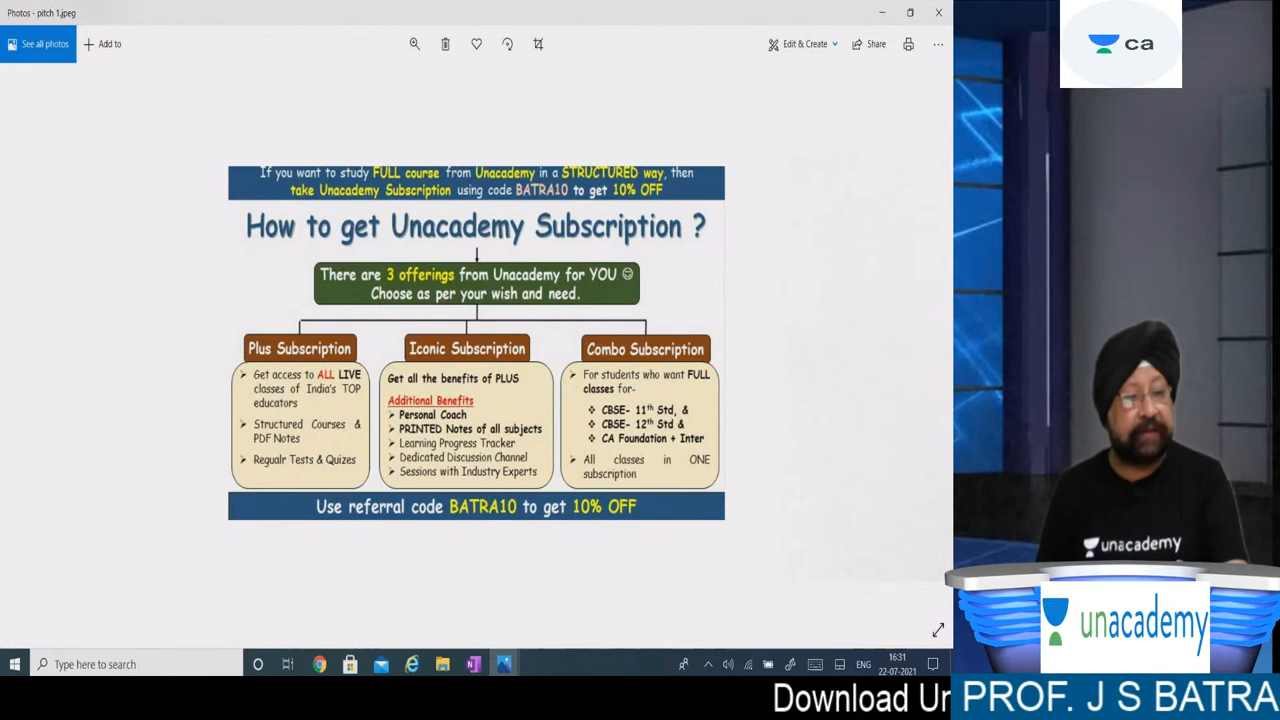 Photos - pitch 1.jpeg
See all photos
Add to
Edit & Create
Share
ca
If you want to study FULL course from Unacademy in a STRUCTURED way, then
take Unacademy Subscription using code BATRA10 to get 10% OFF
How to get Unacademy Subscription ?
There are 3 offerings from Unacademy for YOU ☺
Choose as per your wish and need.
Plus Subscription
Get access to ALL LIVE
classes of India's TOP
educators
Structured Courses &
PDF Notes
Regualr Tests & Quizes
Iconic Subscription
Get all the benefits of PLUS
Additional Benefits
Personal Coach
PRINTED Notes of all subjects
Learning Progress Tracker
Dedicated Discussion Channel
Sessions with Industry Experts
Combo Subscription
For students who want FULL
classes for-
CBSE- 11th Std, &
CBSE- 12th Std &
CA Foundation + Inter
All classes in ONE
subscription
Use referral code BATRA10 to get 10% OFF
unacademy
unacademy
Type here to search
ENG
16:31
22-07-2021
Download Un
PROF. J S BATRA